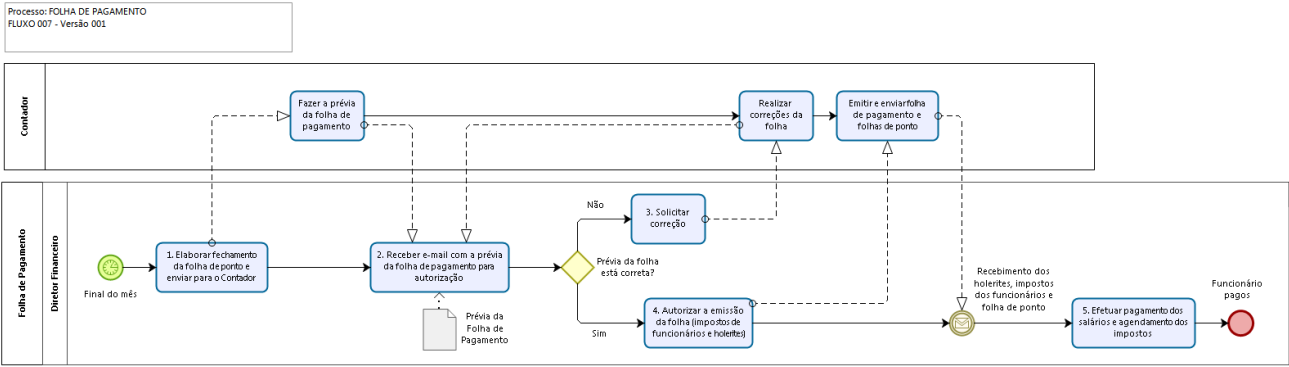 Processo: FOLHA DE PAGAMENTO
FLUXO 007 - Versão 001
Contador
Fazer a prévia
da folha de
pagamento
Realizar
correções da
folha
Emitir e enviar folha
de pagamento e
folhas de ponto
Folha de Pagamento
Diretor Financeiro
Final do mês
1. Elaborar fechamento
da folha de ponto e
enviar para o Contador
2. Receber e-mail com a prévia
da folha de pagamento para
autorização
Prévia da
Folha de
Pagamento
Não
3. Solicitar
correção
Prévia da folha
está correta?
Sim
4. Autorizar a emissão
da folha (impostos de
funcionários e holerites)
Recebimento dos
holerites, impostos
dos funcionários e
folha de ponto
5. Efetuar pagamento dos
salários e agendamento dos
impostos
Funcionário
pagos